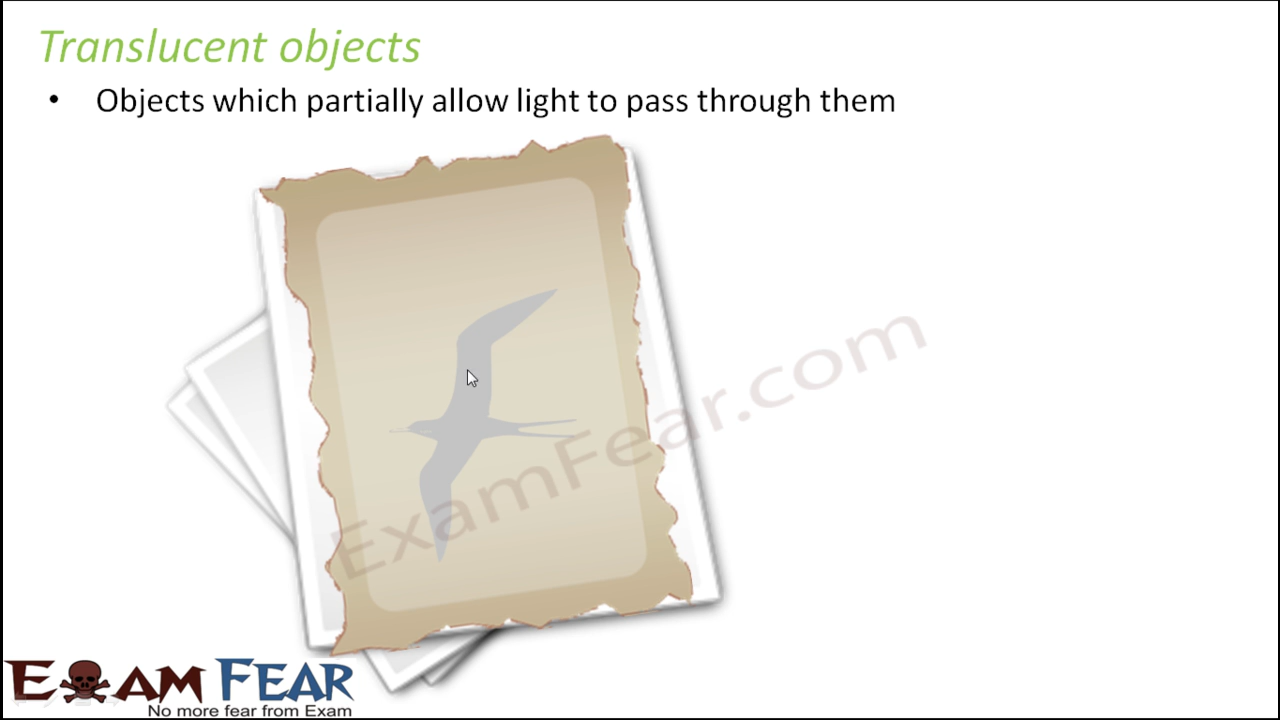 Translucent objects
• Objects which partially allow light to pass through them
ExamFear.com
EXAM FEAR
No more fear from Exam